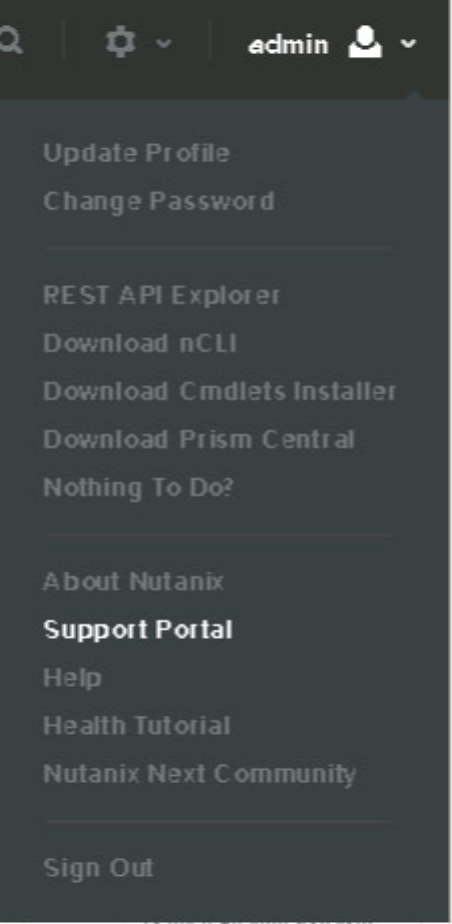 admin
Update Profile
Change Password
REST API Explorer
Download nCLI
Download Cmdlets Installer
Download Prism Central
Nothing To Do?
About Nutanix
Support Portal
Help
Health Tutorial
Nutanix Next Community
Sign Out